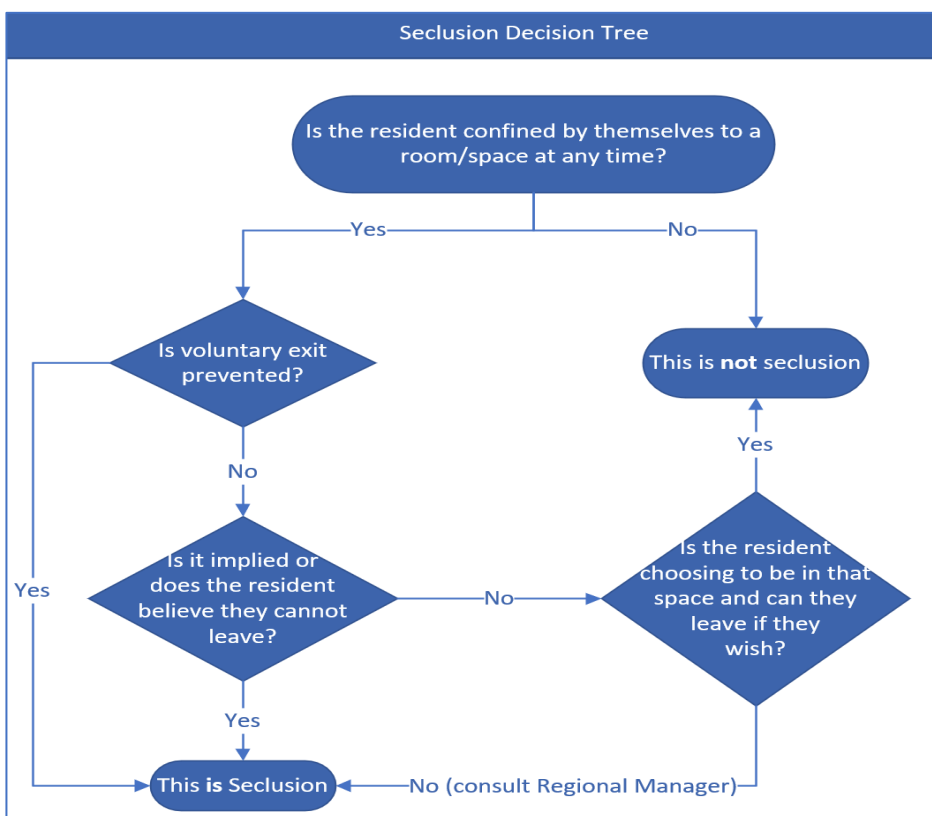 Seclusion Decision Tree
Is the resident confined by themselves to a
room/space at any time?
Yes
No
Is voluntary exit
prevented?
This is not seclusion
No
Yes
Is it implied or
does the resident
believe they cannot
leave?
Is the resident
choosing to be in that
space and can they
leave if they
wish?
Yes
No
Yes
This is Seclusion
No (consult Regional Manager)